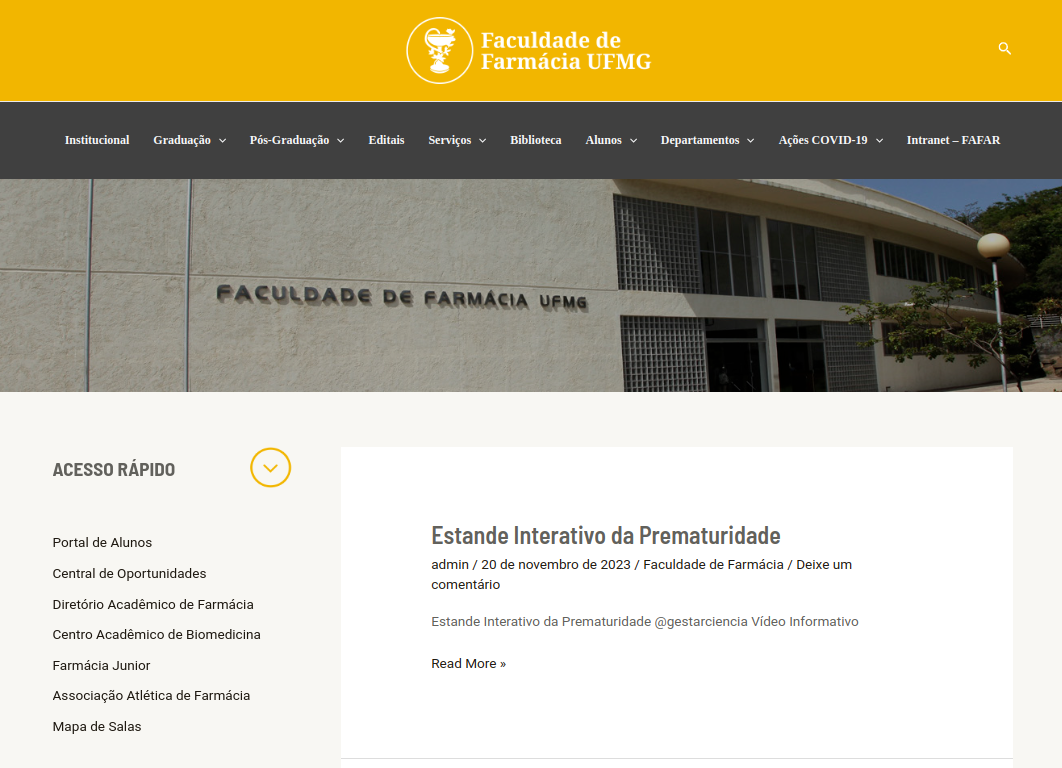 Faculdade de
Farmácia UFMG
Institucional Graduação Pós-Graduação Editais Serviços Biblioteca Alunos Departamentos Ações COVID-19 Intranet – FAFAR
FACULDADE DE FARMÁCIA UFMG
ACESSO RÁPIDO
Portal de Alunos
Central de Oportunidades
Diretório Acadêmico de Farmácia
Centro Acadêmico de Biomedicina
Farmácia Junior
Associação Atlética de Farmácia
Mapa de Salas
Estande Interativo da Prematuridade
admin / 20 de novembro de 2023 / Faculdade de Farmácia / Deixe um
comentário
Estande Interativo da Prematuridade @gestarciencia Vídeo Informativo
Read More »